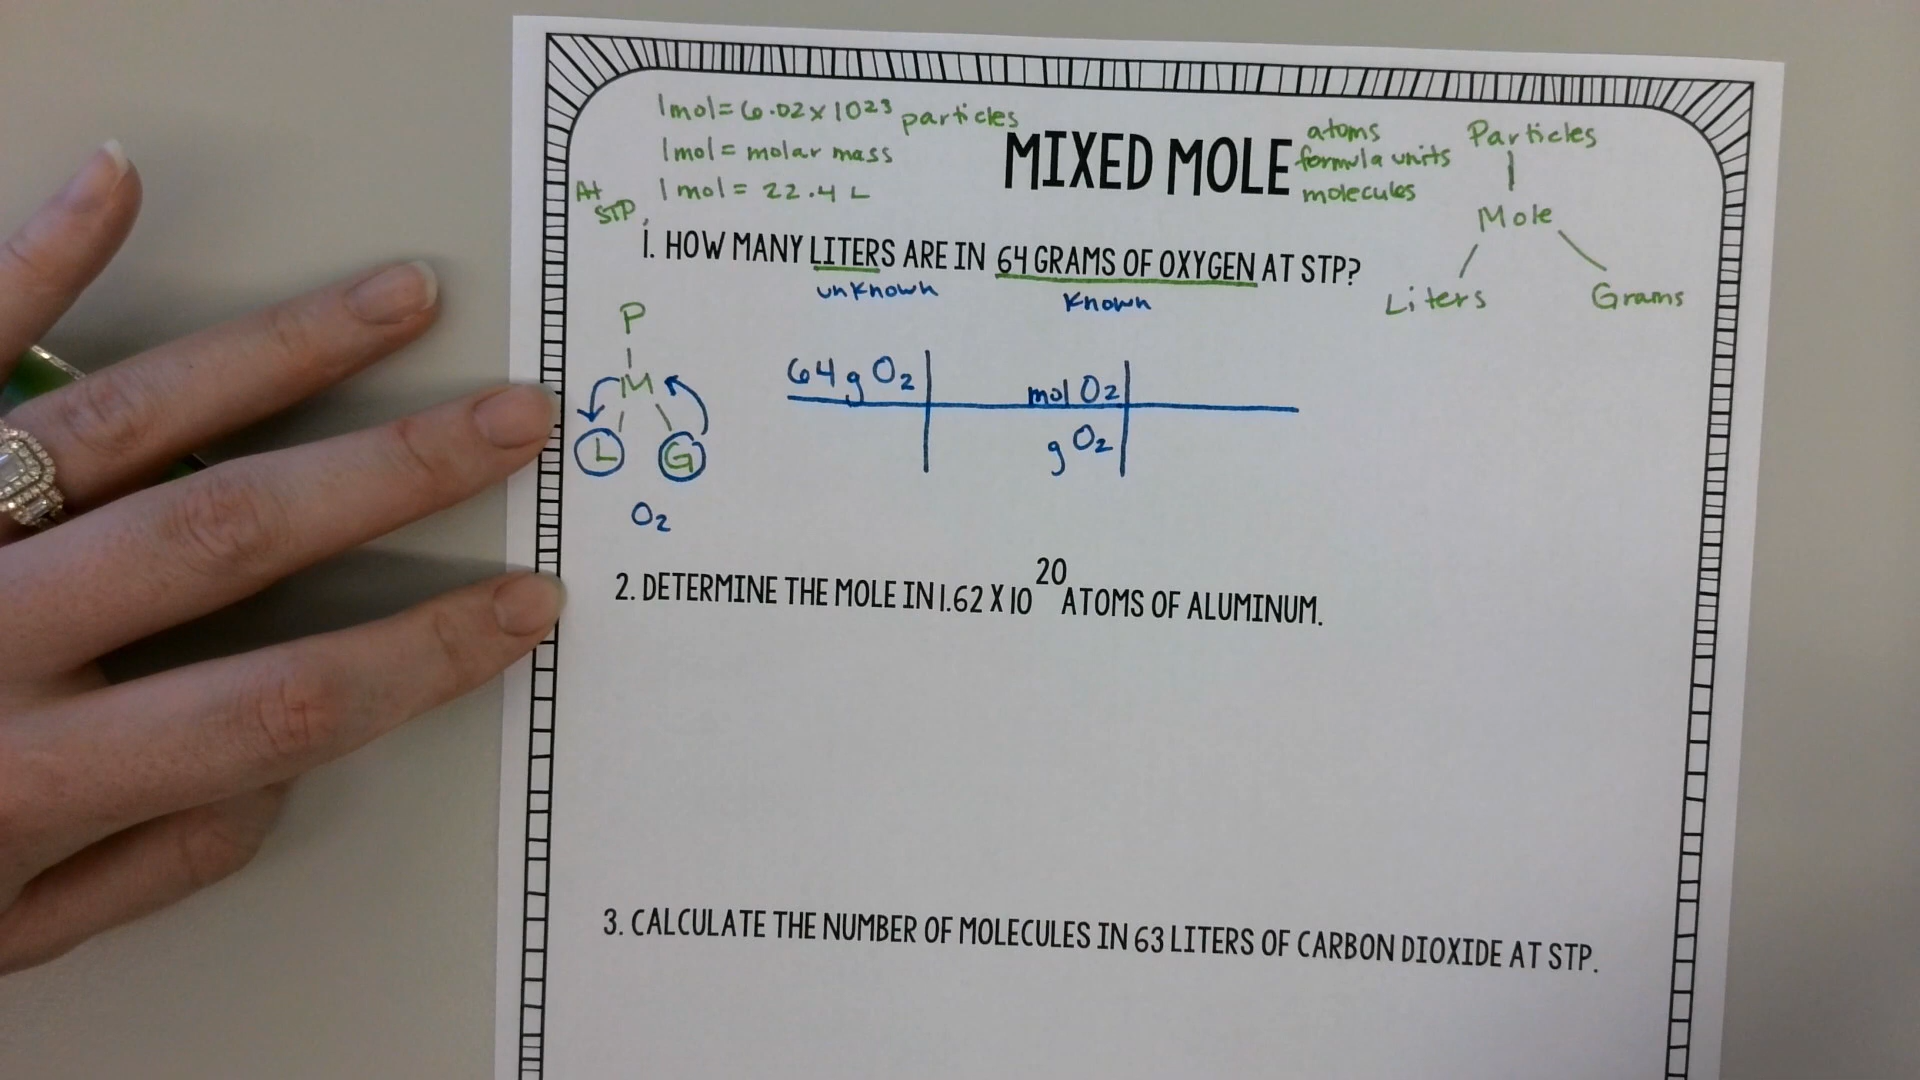 1mol=6.02x10²³ particles
1mol = molar mass
At STP, 1 mol = 22.4 L
MIXED MOLE
atoms
formula units
molecules
Particles
Mole
Liters Grams
1. HOW MANY LITERS ARE IN 64 GRAMS OF OXYGEN AT STP?
unknown known
P
M
L G
O₂
64 g O₂ mol O₂
g O₂
2. DETERMINE THE MOLE IN 1.62 X 10²⁰ ATOMS OF ALUMINUM.
3. CALCULATE THE NUMBER OF MOLECULES IN 63 LITERS OF CARBON DIOXIDE AT STP.